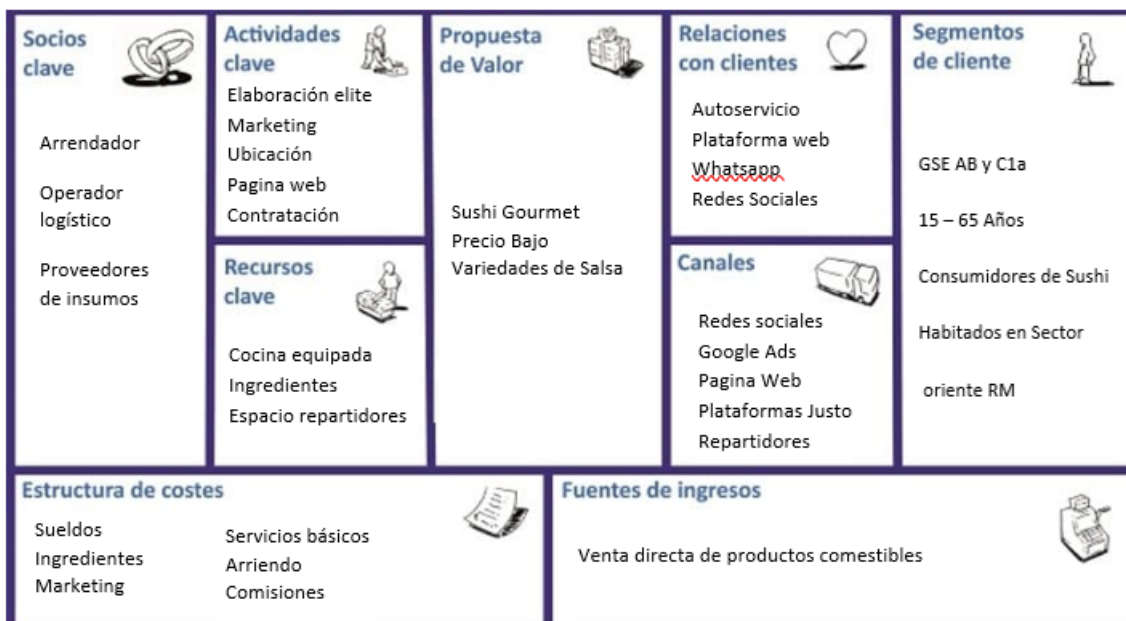 Socios
clave
Arrendador
Operador
logístico
Proveedores
de insumos
Actividades
clave
Elaboración elite
Marketing
Ubicación
Pagina web
Contratación
Recursos
clave
Cocina equipada
Ingredientes
Espacio repartidores
Propuesta
de Valor
Sushi Gourmet
Precio Bajo
Variedades de Salsa
Relaciones
con clientes
Autoservicio
Plataforma web
Whatsapp
Redes Sociales
Canales
Redes sociales
Google Ads
Pagina Web
Plataformas Justo
Repartidores
Segmentos
de cliente
GSE AB y C1a
15 – 65 Años
Consumidores de Sushi
Habitados en Sector
oriente RM
Estructura de costes
Sueldos
Ingredientes
Marketing
Servicios básicos
Arriendo
Comisiones
Fuentes de ingresos
Venta directa de productos comestibles